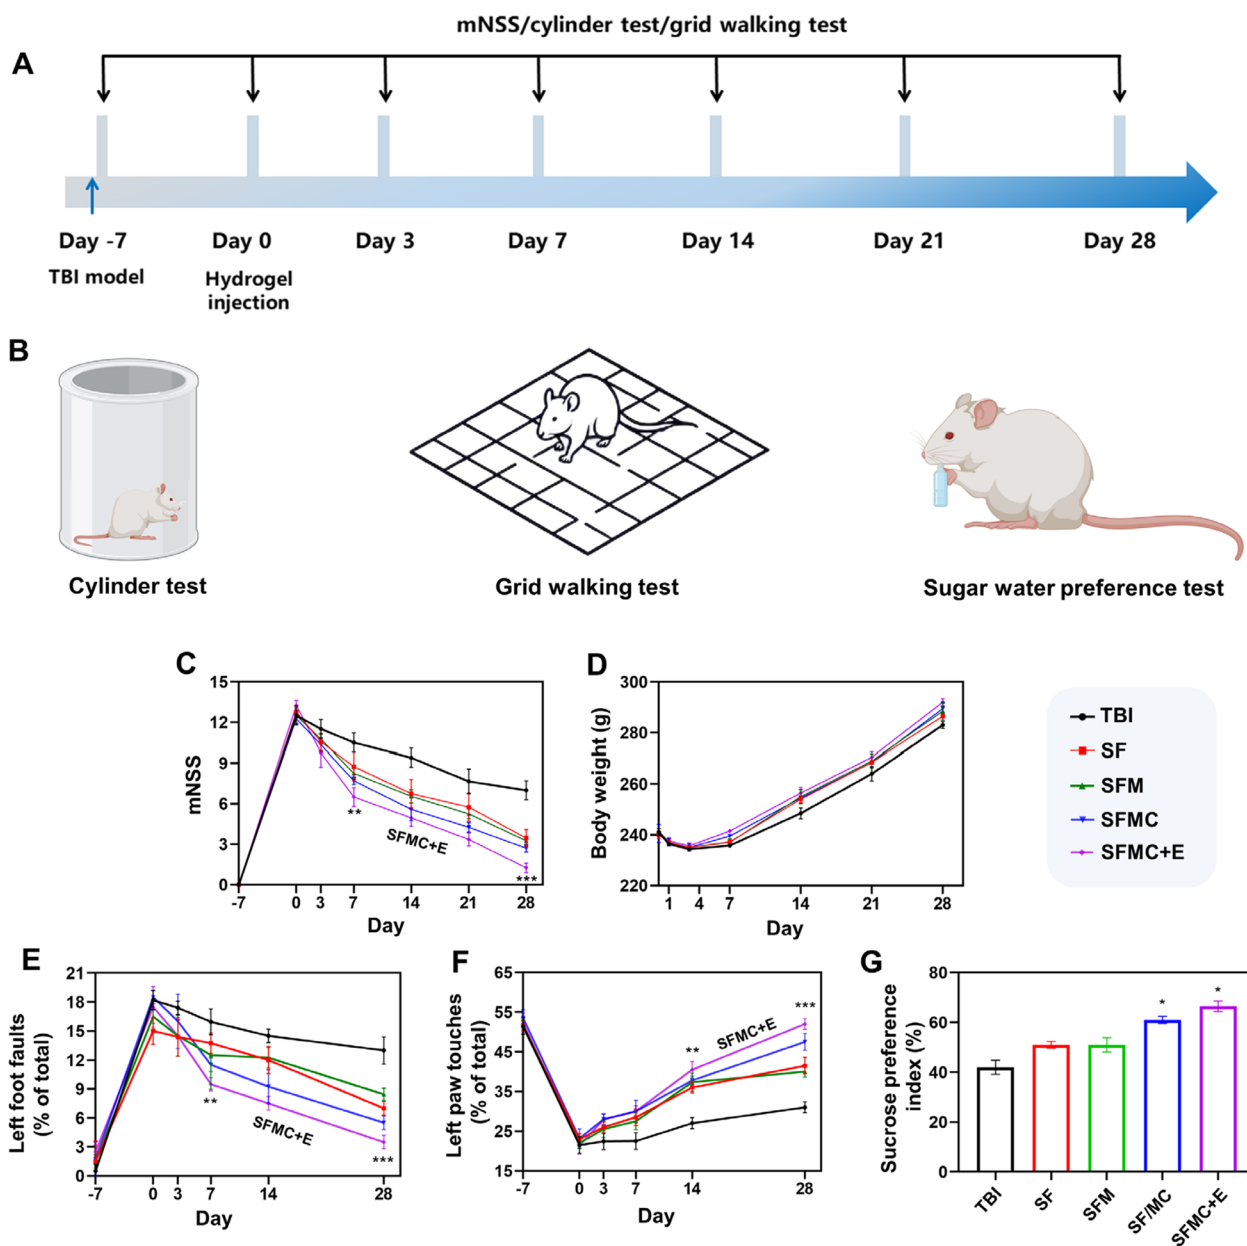 mNSS/cylinder test/grid walking test
A
Day -7
Day 0
Day 3
Day 7
Day 14
Day 21
Day 28
TBI model
Hydrogel
injection
B
Cylinder test
Grid walking test
Sugar water preference test
C
mNSS
15
12
9
6
3
0
**
SFMC+E
***
-7
0
3
7
14
21
28
Day
D
Body weight (g)
300
280
260
240
220
1
4
7
14
21
28
Day
TBI
SF
SFM
SFMC
SFMC+E
E
Left foot faults
(% of total)
21
18
15
12
9
6
3
0
**
SFMC+E
***
-7
0
3
7
14
28
Day
F
Left paw touches
(% of total)
65
55
45
35
25
15
**
SFMC+E
***
-7
0
3
7
14
28
Day
G
Sucrose preference
index (%)
80
60
40
20
0
*
*
TBI
SF
SFM
SF/MC
SFMC+E